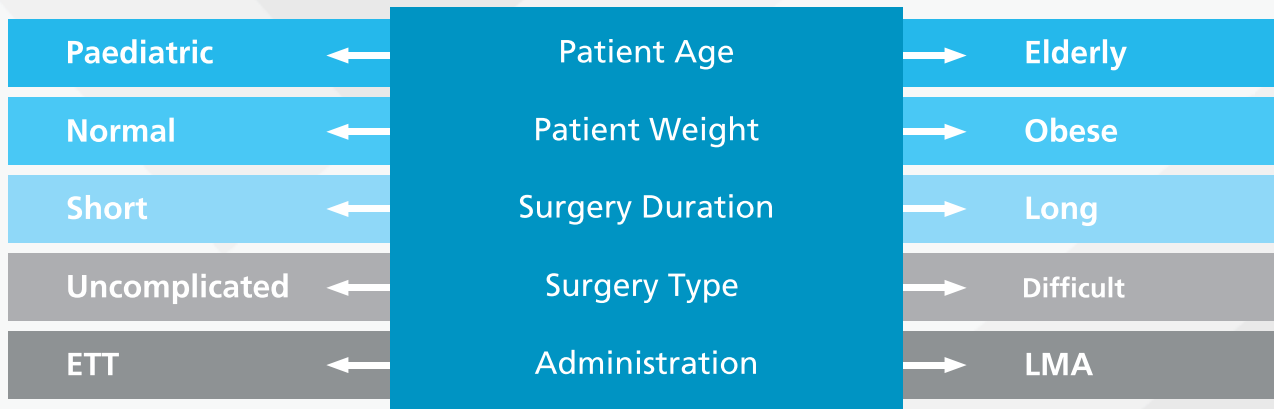 Paediatric Patient Age Elderly
Normal Patient Weight Obese
Short Surgery Duration Long
Uncomplicated Surgery Type Difficult
ETT Administration LMA